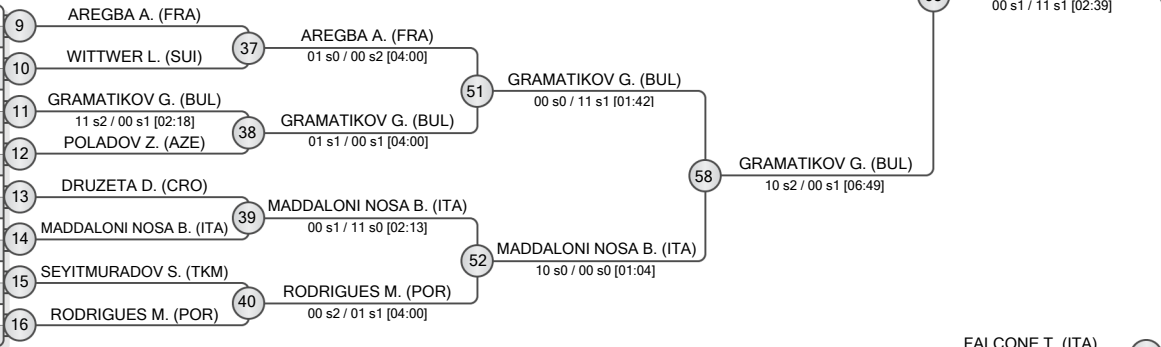 9
AREGBA A. (FRA)
10
WITTWER L. (SUI)
11
GRAMATIKOV G. (BUL)
11 s2 / 00 s1 [02:18]
12
POLADOV Z. (AZE)
13
DRUZETA D. (CRO)
14
MADDALONI NOSA B. (ITA)
15
SEYITMURADOV S. (TKM)
16
RODRIGUES M. (POR)
37
AREGBA A. (FRA)
01 s0 / 00 s2 [04:00]
38
GRAMATIKOV G. (BUL)
01 s1 / 00 s1 [04:00]
39
MADDALONI NOSA B. (ITA)
00 s1 / 11 s0 [02:13]
40
RODRIGUES M. (POR)
00 s2 / 01 s1 [04:00]
51
GRAMATIKOV G. (BUL)
00 s0 / 11 s1 [01:42]
52
MADDALONI NOSA B. (ITA)
10 s0 / 00 s0 [01:04]
58
GRAMATIKOV G. (BUL)
10 s2 / 00 s1 [06:49]
00 s1 / 11 s1 [02:39]
FALCONE T. (ITA)